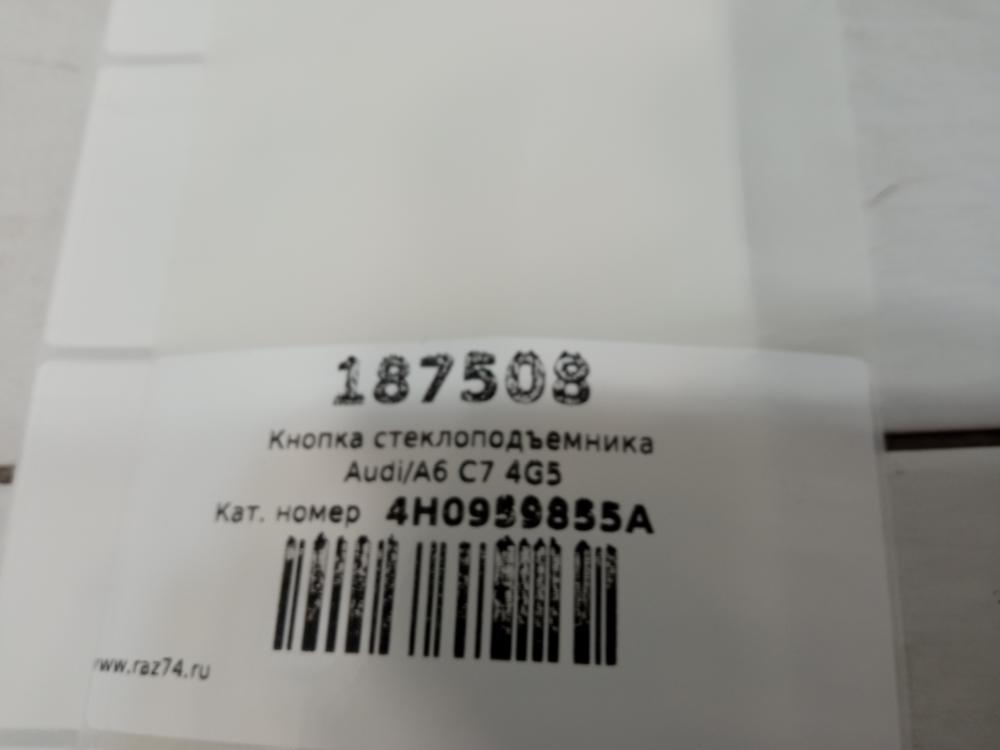 187508
Кнопка стеклоподъемника
Audi/A6 C7 4G5
Кат. номер 4H0959855A
www.raz74.ru